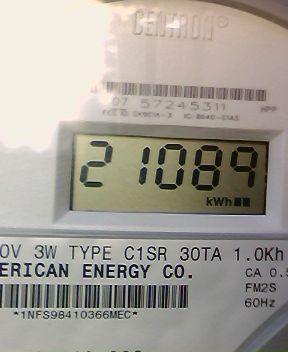 CENTRON®
07 57245311 HPP
21089
kWh
0V 3W TYPE C1SR 30TA 1.0Kh
ERICAN ENERGY CO. CA 0.5
FM2S
60Hz
*1NFS98410366MEC*